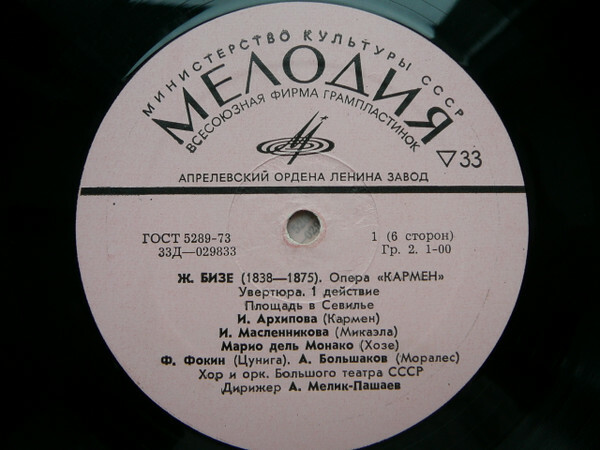 МИНИСТЕРСТВО КУЛЬТУРЫ СССР
МЕЛОДИЯ
ВСЕСОЮЗНАЯ ФИРМА ГРАМПЛАСТИНОК
▽33
АПРЕЛЕВСКИЙ ОРДЕНА ЛЕНИНА ЗАВОД
ГОСТ 5289-73
33Д—029833
1 (6 сторон)
Гр. 2. 1-00
Ж. БИЗЕ (1838—1875). Опера «КАРМЕН»
Увертюра. 1 действие
Площадь в Севилье
И. Архипова (Кармен)
И. Масленникова (Микаэла)
Марио дель Монако (Хозе)
Ф. Фокин (Цунига). А. Большаков (Моралес)
Хор и орк. Большого театра СССР
Дирижер А. Мелик-Пашаев